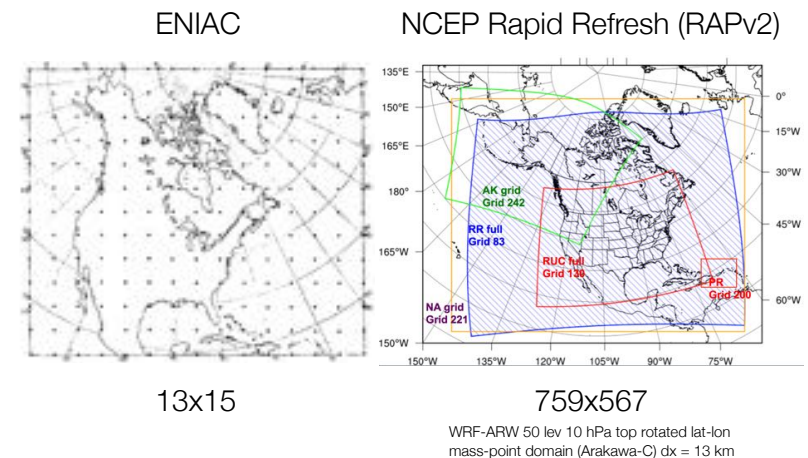 ENIAC
NCEP Rapid Refresh (RAPv2)
135°E
150°E
165°E
180°
165°W
150°W
0°
15°W
30°W
45°W
60°W
AK grid
Grid 242
RR full
Grid 83
RUC full
Grid 130
PR
Grid 200
NA grid
Grid 221
150°W
135°W
120°W
105°W
90°W
75°W
13x15
759x567
WRF-ARW 50 lev 10 hPa top rotated lat-lon
mass-point domain (Arakawa-C) dx = 13 km